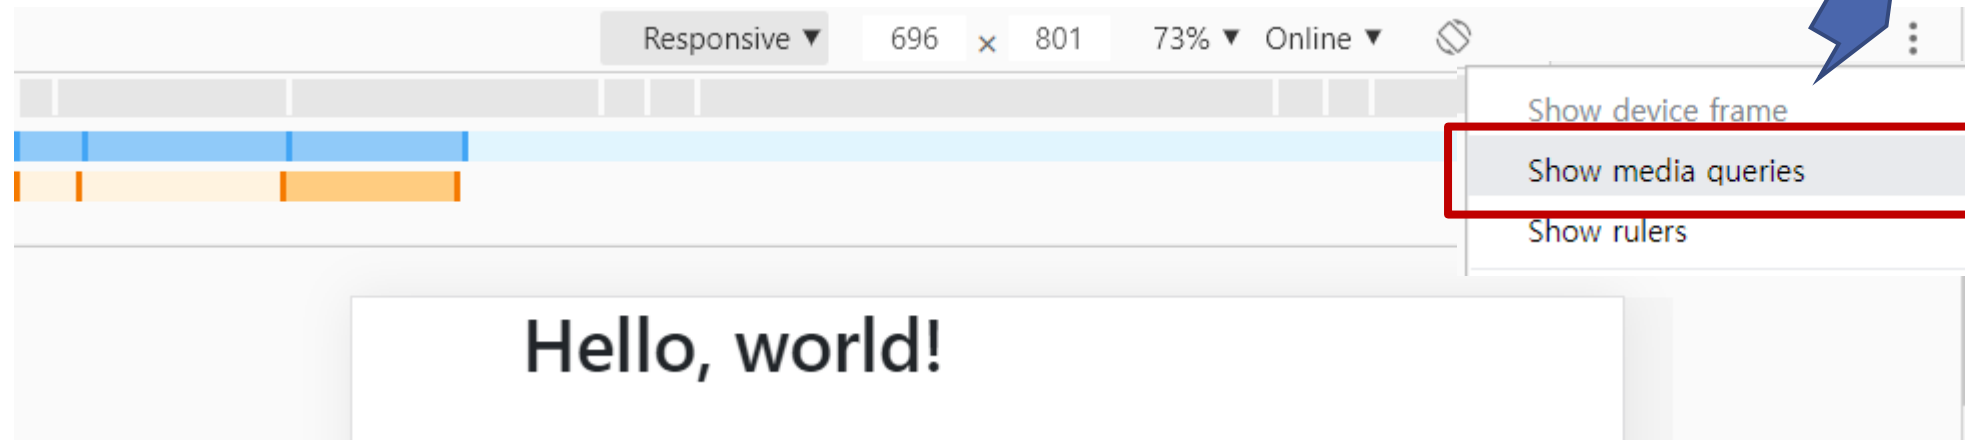 Responsive ▼ 696 × 801 73% ▼ Online ▼
Show device frame
Show media queries
Show rulers
Hello, world!